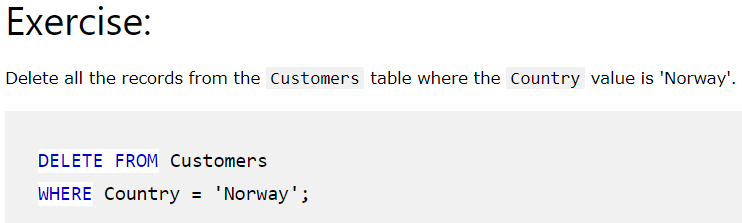 Exercise:
Delete all the records from the Customers table where the Country value is 'Norway'.
DELETE FROM Customers
WHERE Country = 'Norway';